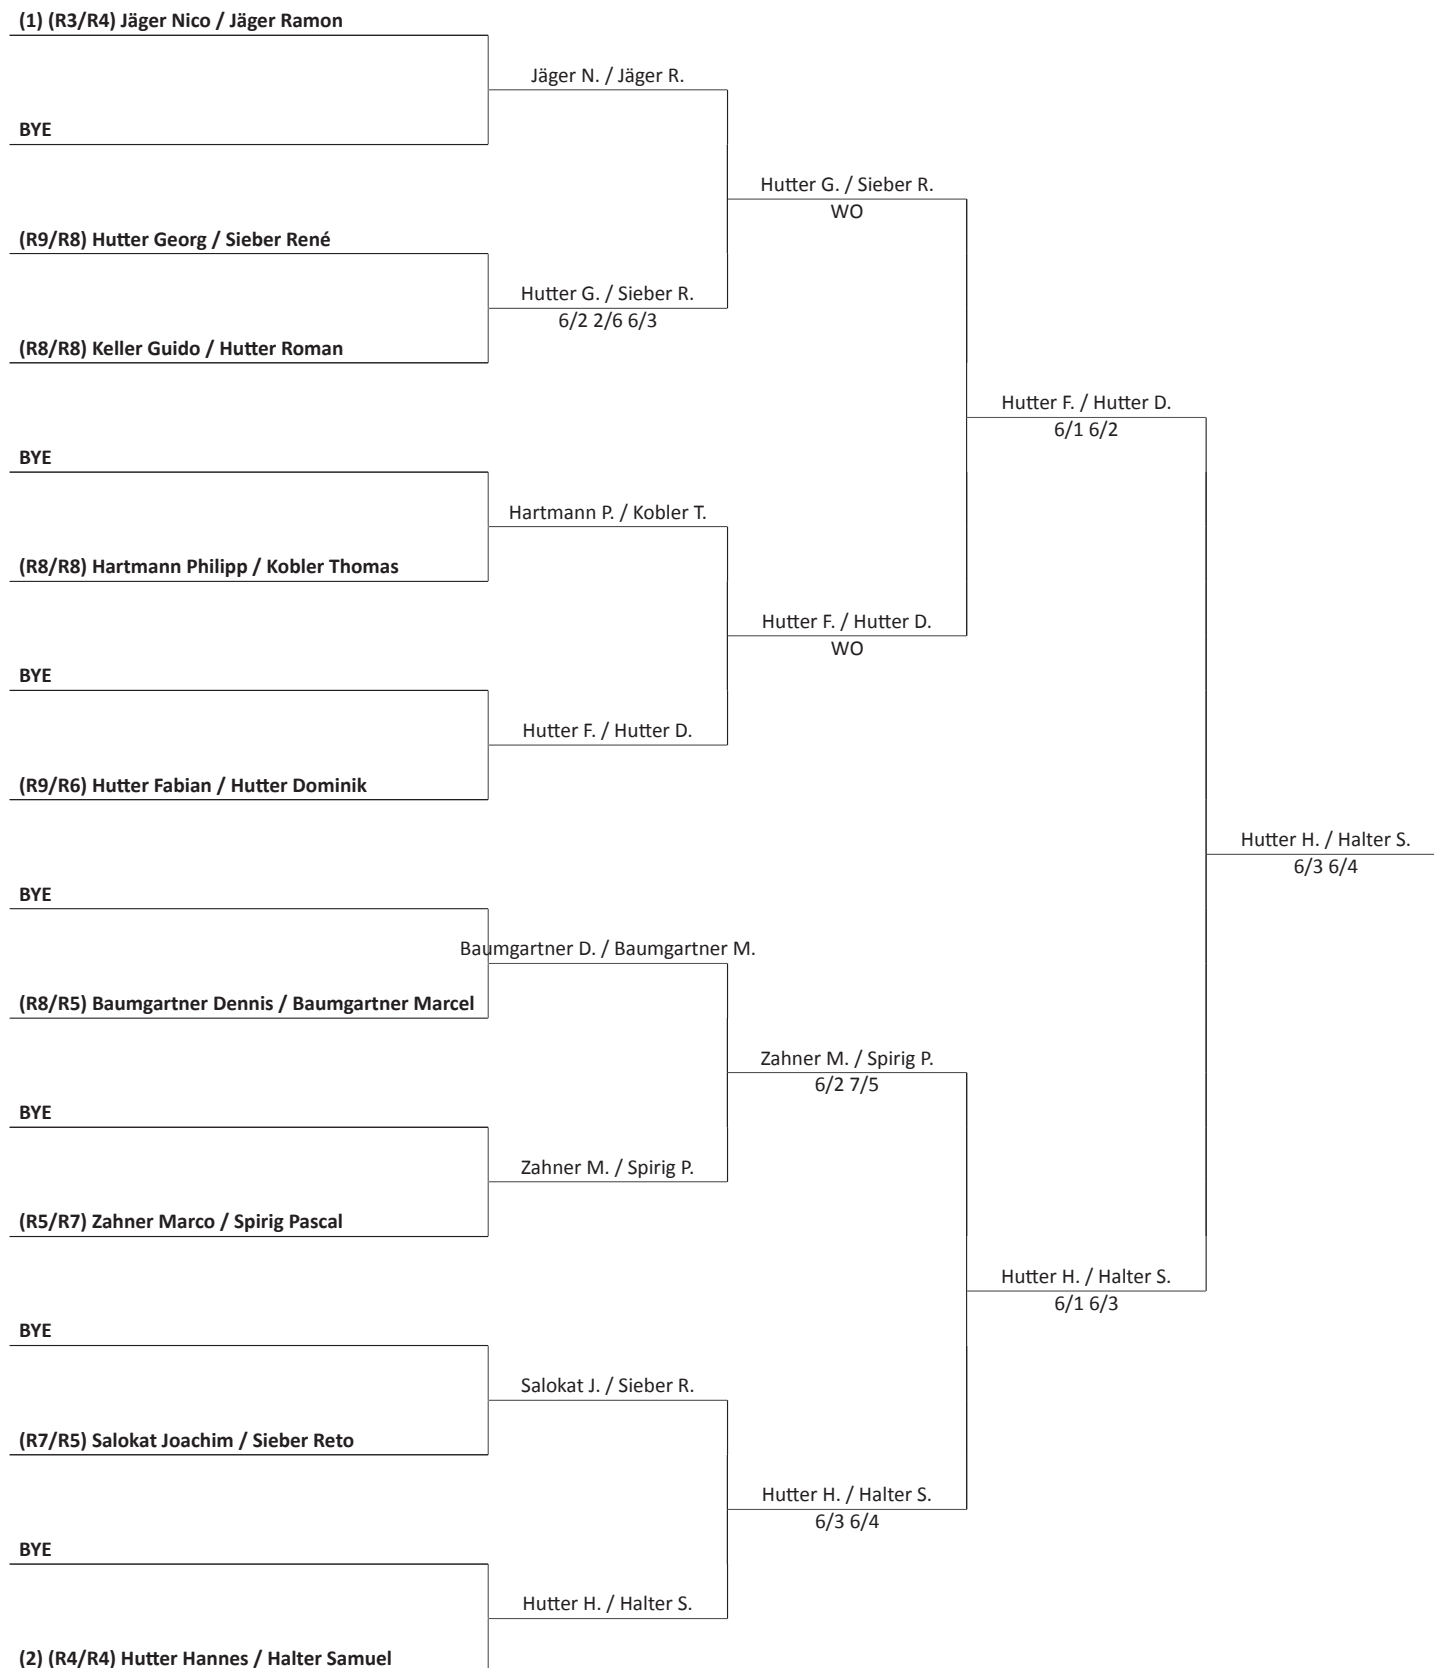 (1) (R3/R4) Jäger Nico / Jäger Ramon
Jäger N. / Jäger R.
BYE
Hutter G. / Sieber R.
WO
(R9/R8) Hutter Georg / Sieber René
Hutter G. / Sieber R.
6/2 2/6 6/3
(R8/R8) Keller Guido / Hutter Roman
Hutter F. / Hutter D.
6/1 6/2
BYE
Hartmann P. / Kobler T.
(R8/R8) Hartmann Philipp / Kobler Thomas
Hutter F. / Hutter D.
WO
BYE
Hutter F. / Hutter D.
(R9/R6) Hutter Fabian / Hutter Dominik
Hutter H. / Halter S.
6/3 6/4
BYE
Baumgartner D. / Baumgartner M.
(R8/R5) Baumgartner Dennis / Baumgartner Marcel
Zahner M. / Spirig P.
6/2 7/5
BYE
Zahner M. / Spirig P.
(R5/R7) Zahner Marco / Spirig Pascal
Hutter H. / Halter S.
6/1 6/3
BYE
Salokat J. / Sieber R.
(R7/R5) Salokat Joachim / Sieber Reto
Hutter H. / Halter S.
6/3 6/4
BYE
Hutter H. / Halter S.
(2) (R4/R4) Hutter Hannes / Halter Samuel